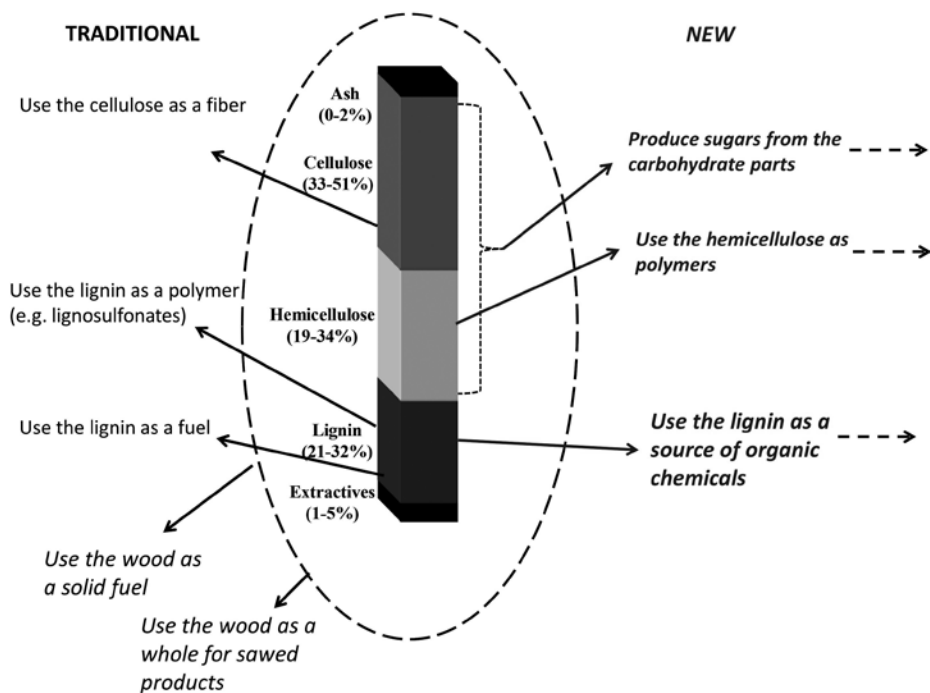 TRADITIONAL
NEW
Use the cellulose as a fiber
Ash
(0-2%)
Cellulose
(33-51%)
Produce sugars from the
carbohydrate parts
Use the hemicellulose as
polymers
Use the lignin as a polymer
(e.g. lignosulfonates)
Hemicellulose
(19-34%)
Use the lignin as a fuel
Lignin
(21-32%)
Extractives
(1-5%)
Use the lignin as a
source of organic
chemicals
Use the wood as
a solid fuel
Use the wood as a
whole for sawed
products